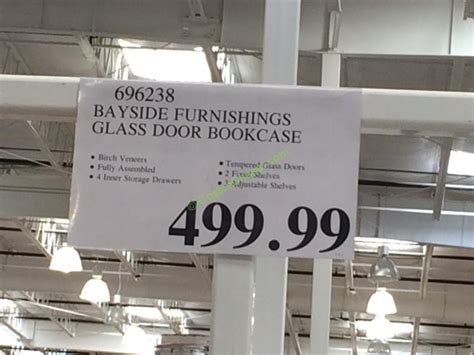 696238
BAYSIDE FURNISHINGS
GLASS DOOR BOOKCASE
• Birch Veneers
• Fully Assembled
• 4 Inner Storage Drawers
• Tempered Glass Doors
• 2 Fixed Shelves
Adjustable Shelves
499.99